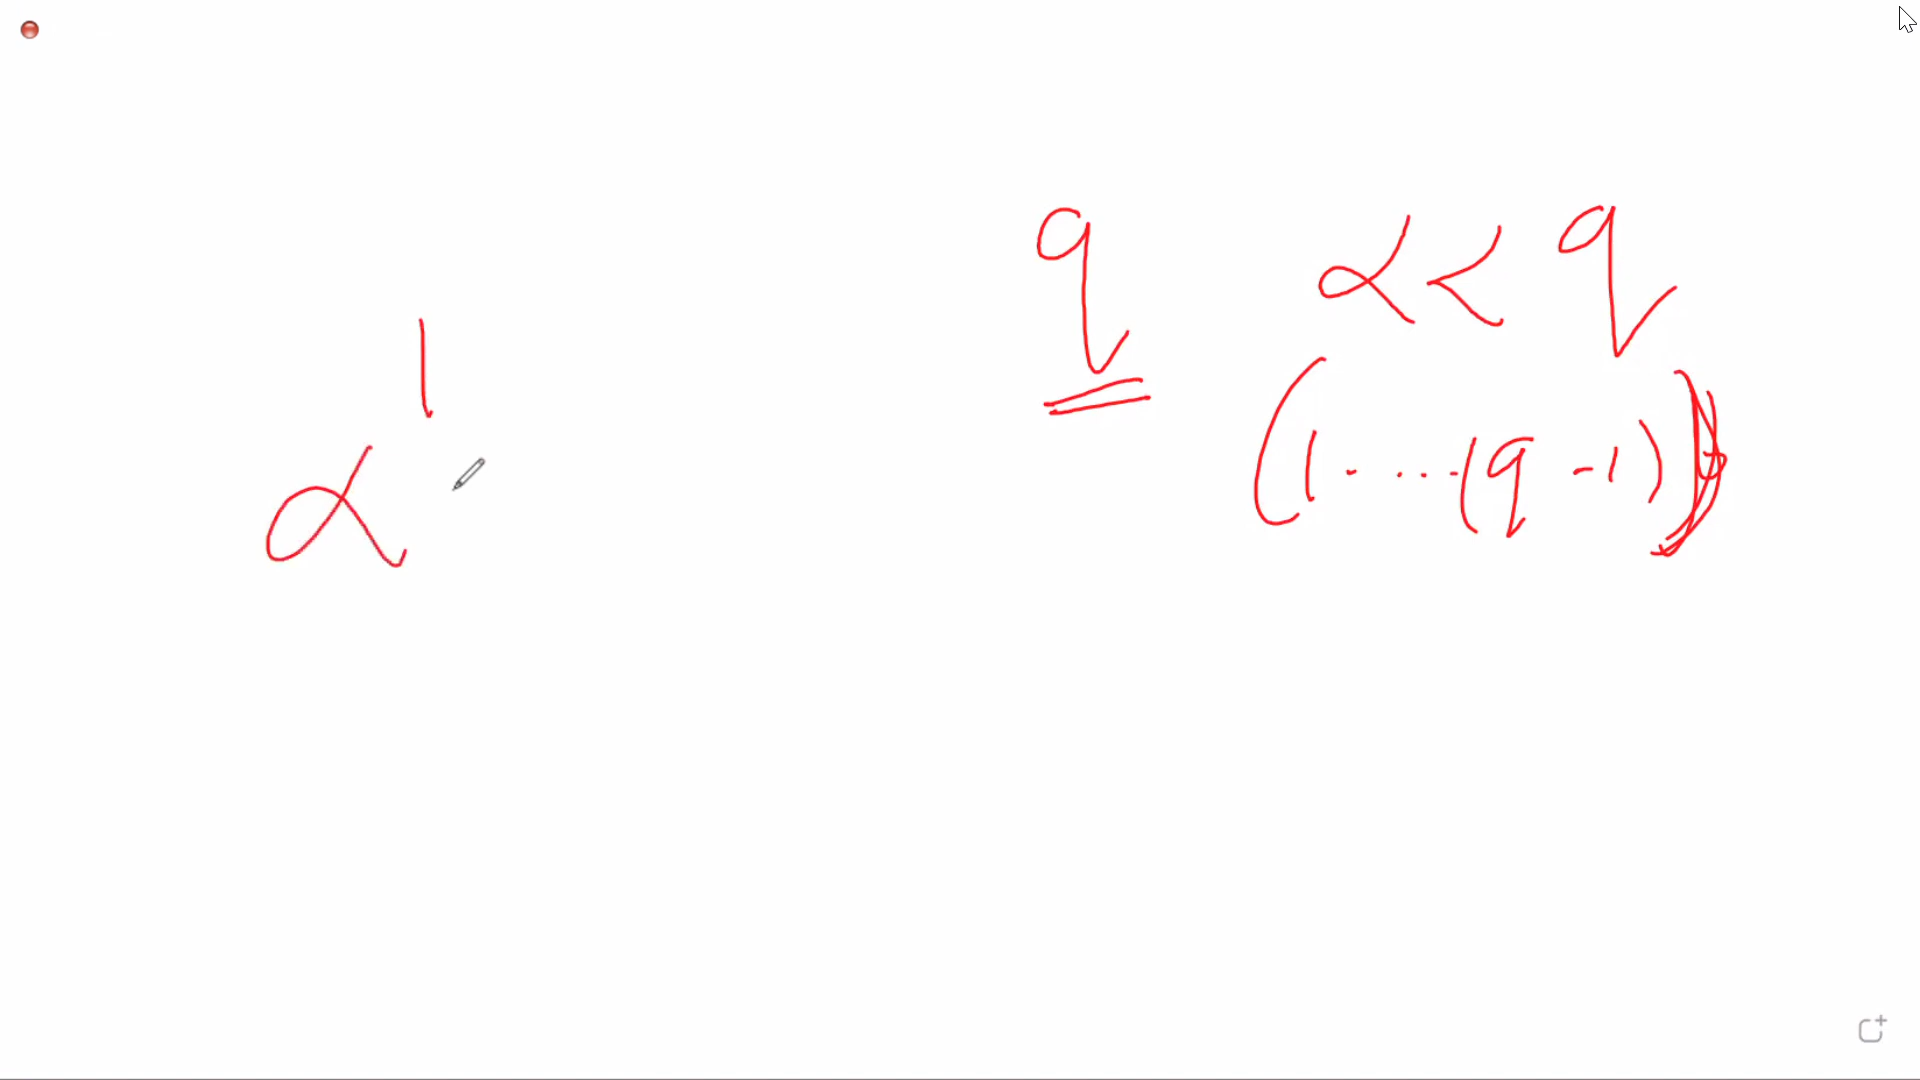 q α < q
(1 . . . . - (q - 1))
α^1